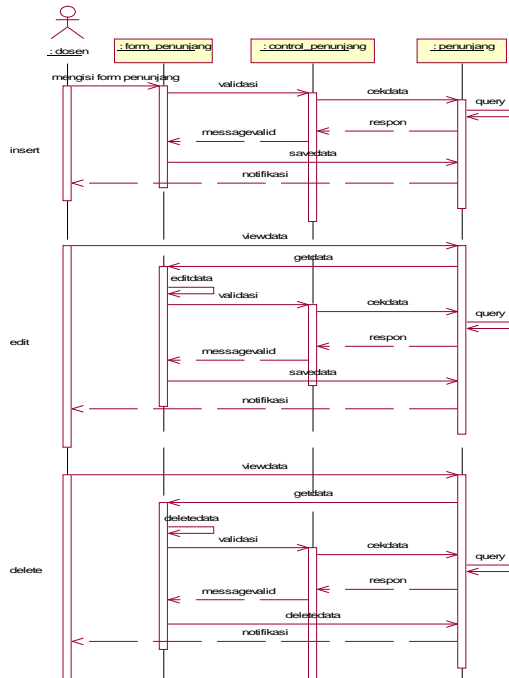 : dosen
: form_penunjang
: control_penunjang
: penunjang
mengisi form penunjang
validasi
cekdata
query
respon
messagevalid
insert
savedata
notifikasi
viewdata
getdata
editdata
validasi
cekdata
query
edit
respon
messagevalid
savedata
notifikasi
viewdata
getdata
deletedata
validasi
cekdata
query
delete
respon
messagevalid
deletedata
notifikasi